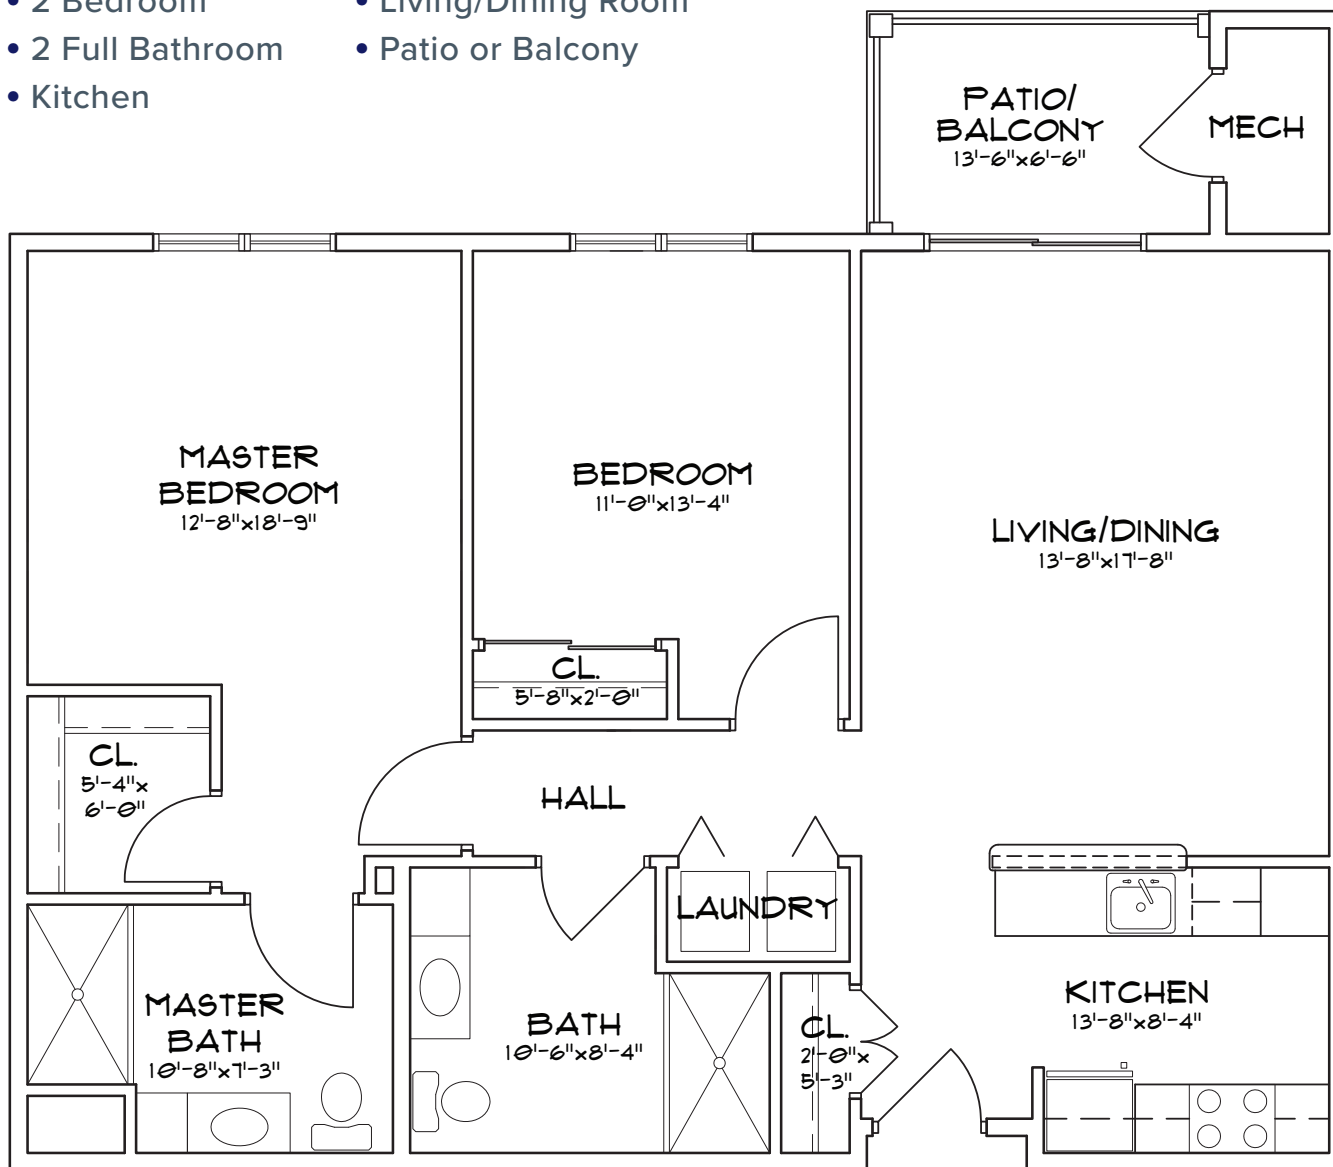 • 2 Bedroom
• 2 Full Bathroom
• Kitchen
• Living/Dining Room
• Patio or Balcony
PATIO/
BALCONY
13'-6"x6'-6"
MECH
MASTER
BEDROOM
12'-8"x18'-9"
BEDROOM
11'-0"x13'-4"
LIVING/DINING
13'-8"x17'-8"
CL.
5'-8"x2'-0"
CL.
5'-4"x
6'-0"
HALL
LAUNDRY
MASTER
BATH
10'-8"x7'-3"
BATH
10'-6"x8'-4"
CL.
2'-0"x
5'-3"
KITCHEN
13'-8"x8'-4"